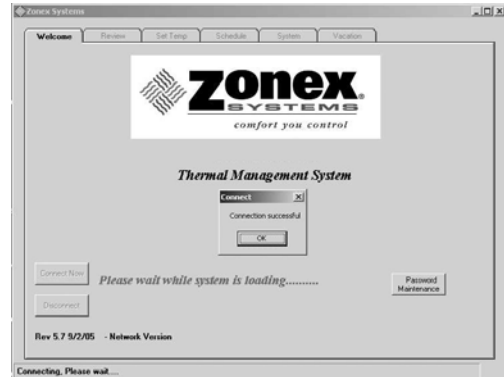 Zonex Systems
Welcome Review Set Temp Schedule System Vacation
zonex®
SYSTEMS
comfort you control
Thermal Management System
Connect
Connection successful
OK
Connect Now
Please wait while system is loading..........
Password
Maintenance
Disconnect
Rev 5.7 9/2/05 - Network Version
Connecting, Please wait....